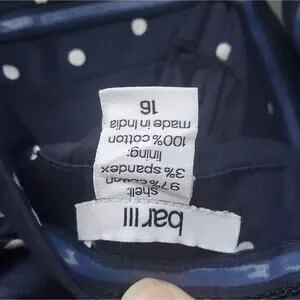 bar III
shell:
97% cotton
3% spandex
lining:
100% cotton
made in India
16